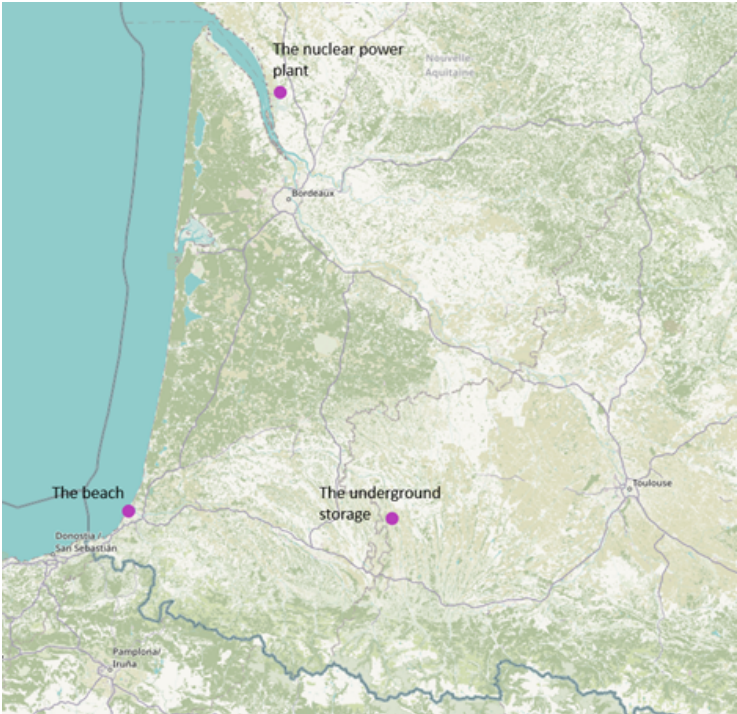 The nuclear power
plant
Nouvelle
Aquitaine
Bordeaux
The beach
The underground
storage
Toulouse
Donostia /
San Sebastián
Pamplona/
Iruña